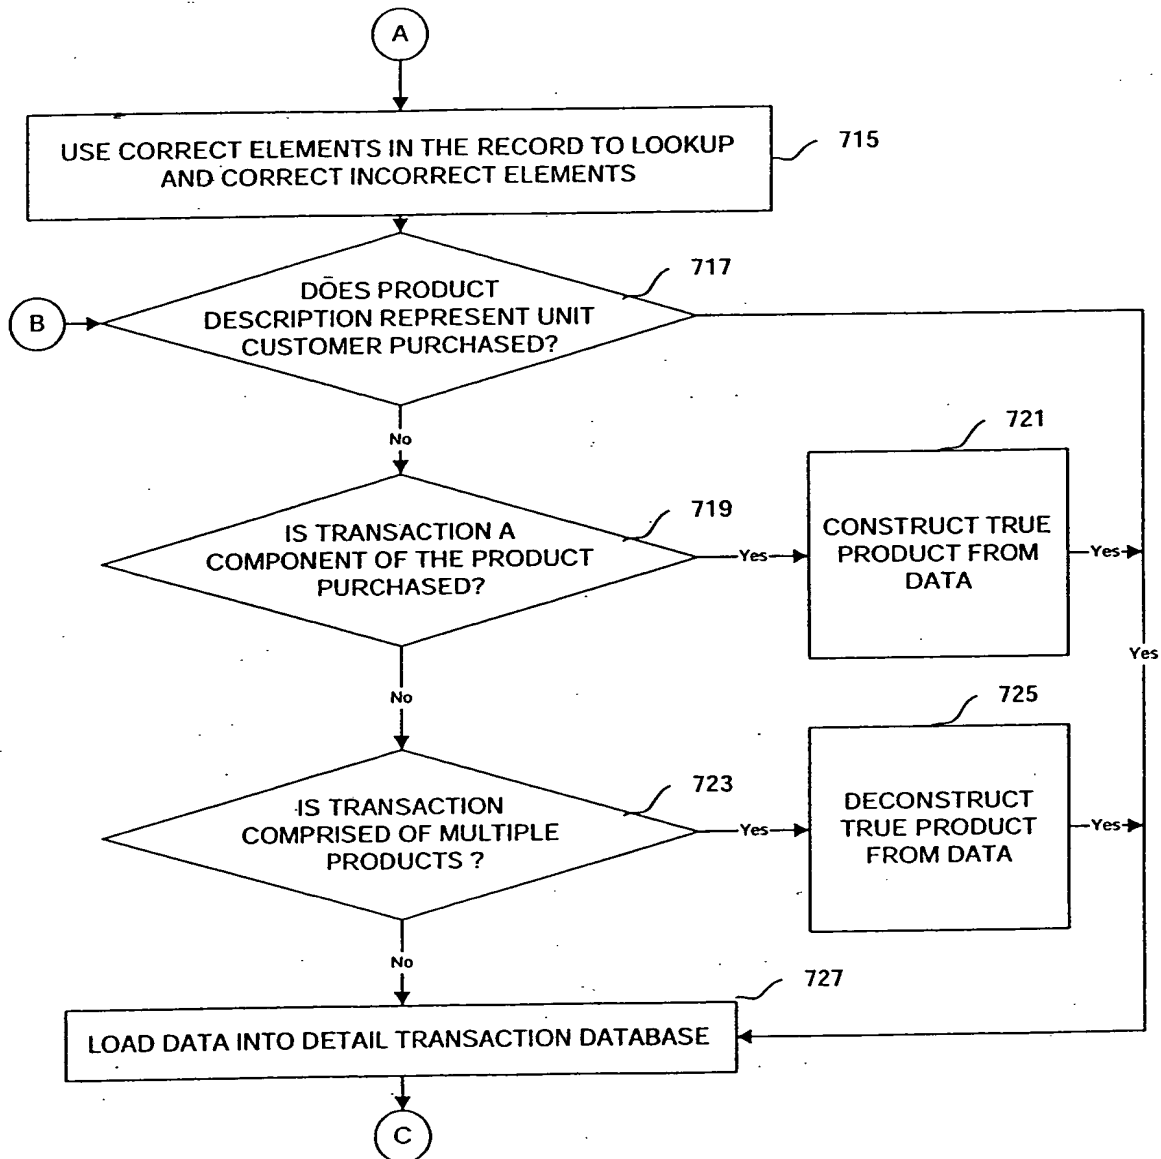 A
USE CORRECT ELEMENTS IN THE RECORD TO LOOKUP
AND CORRECT INCORRECT ELEMENTS
715
717
DOES PRODUCT
DESCRIPTION REPRESENT UNIT
CUSTOMER PURCHASED?
B
No
721
719
IS TRANSACTION A
COMPONENT OF THE PRODUCT
PURCHASED?
Yes
CONSTRUCT TRUE
PRODUCT FROM
DATA
Yes
Yes
No
725
723
IS TRANSACTION
COMPRISED OF MULTIPLE
PRODUCTS ?
Yes
DECONSTRUCT
TRUE PRODUCT
FROM DATA
Yes
No
727
LOAD DATA INTO DETAIL TRANSACTION DATABASE
C